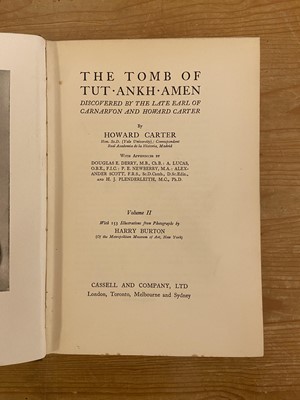 THE TOMB OF
TUT·ANKH·AMEN
DISCOVERED BY THE LATE EARL OF
CARNARVON AND HOWARD CARTER
By
HOWARD CARTER
Hon. Sc.D. (Yale University); Correspondent
Real Academia de la Historia, Madrid
With Appendices by
DOUGLAS E. DERRY, M.B., Ch.B.; A. LUCAS,
O.B.E., F.I.C.; P. E. NEWBERRY, M.A.; ALEX-
ANDER SCOTT, F.R.S., Sc.D.Cantb., D.Sc.Edin.,
and H. J. PLENDERLEITH, M.C., Ph.D.
Volume II
With 153 Illustrations from Photographs by
HARRY BURTON
(Of the Metropolitan Museum of Art, New York)
CASSELL AND COMPANY, LTD
London, Toronto, Melbourne and Sydney